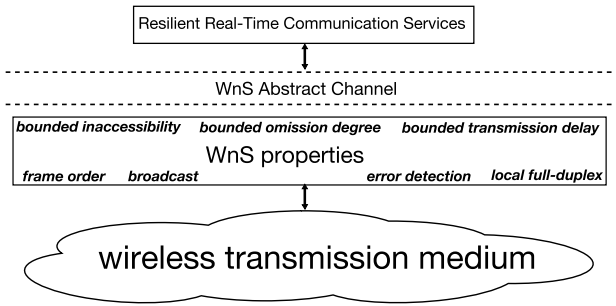 Resilient Real-Time Communication Services
WnS Abstract Channel
bounded inaccessibility bounded omission degree bounded transmission delay
WnS properties
frame order broadcast error detection local full-duplex
wireless transmission medium